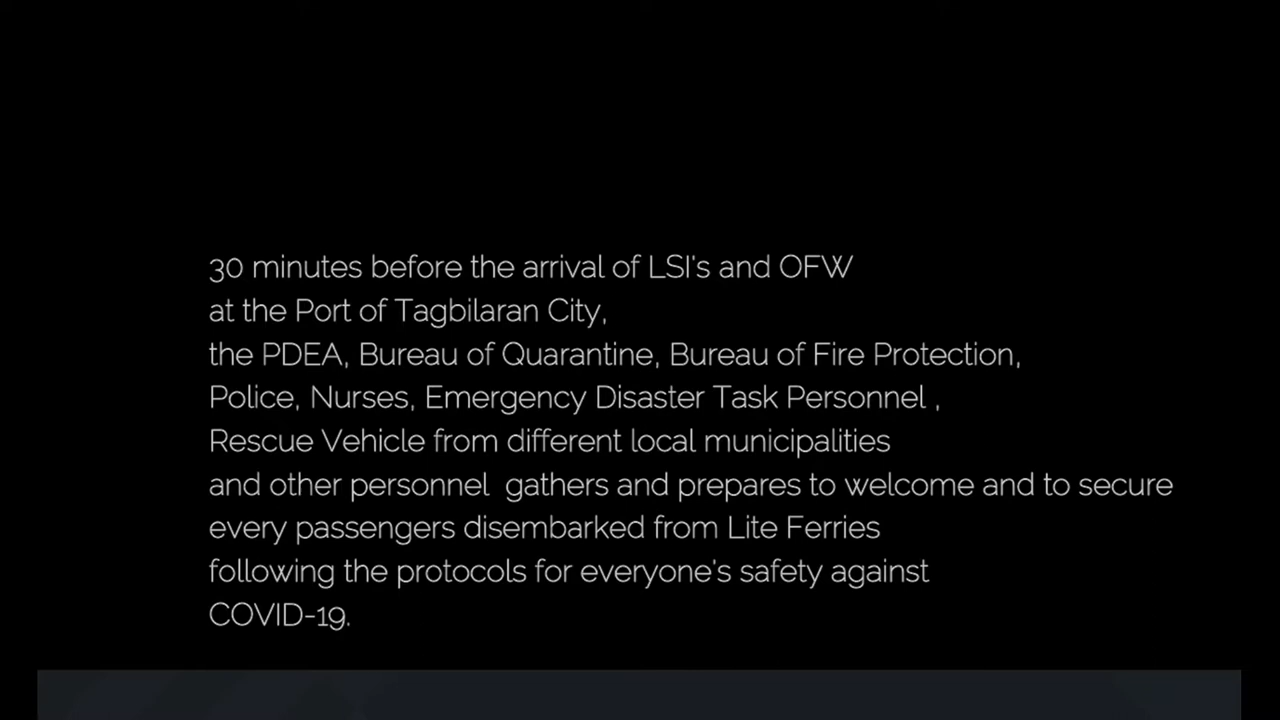 30 minutes before the arrival of LSI's and OFW
at the Port of Tagbilaran City,
the PDEA, Bureau of Quarantine, Bureau of Fire Protection,
Police, Nurses, Emergency Disaster Task Personnel ,
Rescue Vehicle from different local municipalities
and other personnel  gathers and prepares to welcome and to secure
every passengers disembarked from Lite Ferries
following the protocols for everyone's safety against
COVID-19.